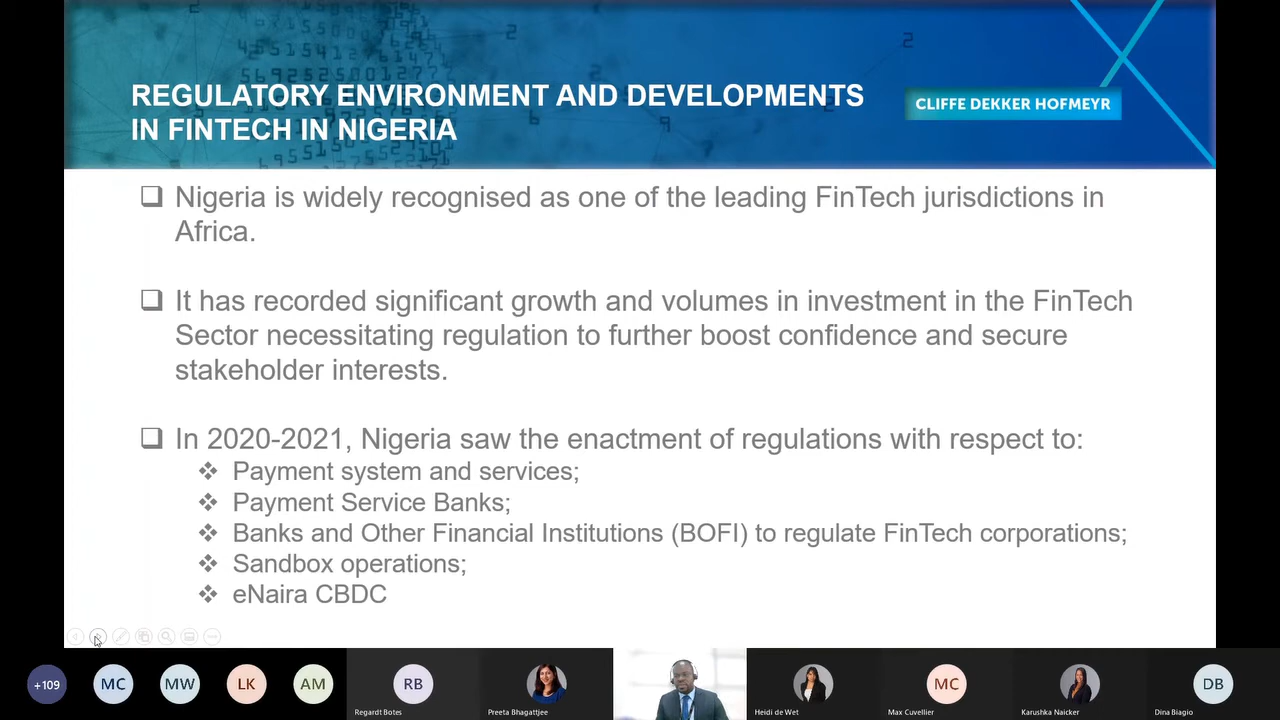 REGULATORY ENVIRONMENT AND DEVELOPMENTS
IN FINTECH IN NIGERIA
CLIFFE DEKKER HOFMEYR
Nigeria is widely recognised as one of the leading FinTech jurisdictions in
Africa.
It has recorded significant growth and volumes in investment in the FinTech
Sector necessitating regulation to further boost confidence and secure
stakeholder interests.
In 2020-2021, Nigeria saw the enactment of regulations with respect to:
Payment system and services;
Payment Service Banks;
Banks and Other Financial Institutions (BOFI) to regulate FinTech corporations;
Sandbox operations;
eNaira CBDC
+109
MC
MW
LK
AM
RB
Regardt Botes
Preeta Bhagattjee
Heidi de Wet
MC
Max Cuvellier
Karushka Naicker
DB
Dina Biagio